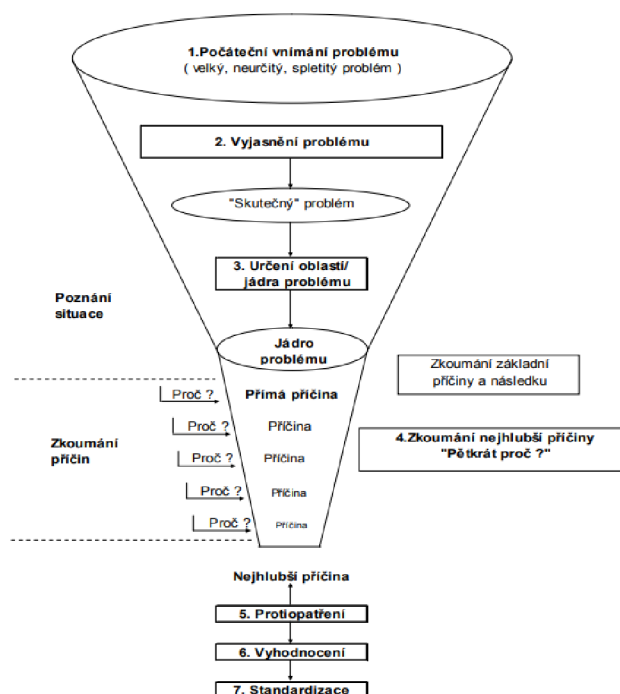 1.Počáteční vnímání problému
( velký, neurčitý, spletitý problém )
2. Vyjasnění problému
"Skutečný" problém
3. Určení oblastí/
jádra problému
Poznání
situace
Jádro
problému
Zkoumání základní
příčiny a následku
Proč ?
Přímá příčina
Proč ?
Příčina
Zkoumání
příčin
4.Zkoumání nejhlubší příčiny
"Pětkrát proč ?"
Proč ?
Příčina
Proč ?
Příčina
Proč ?
Příčina
Nejhlubší příčina
5. Protiopatření
6. Vyhodnocení
7. Standardizace